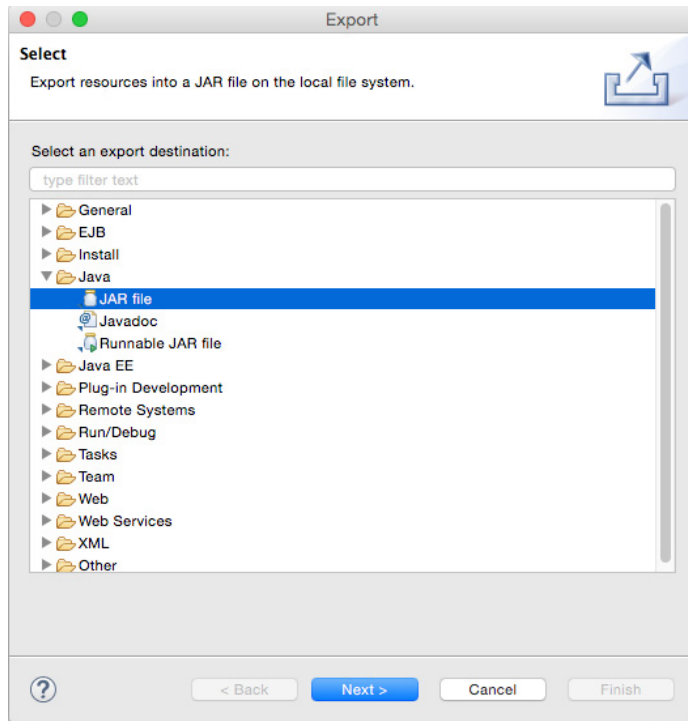 Export
Select
Export resources into a JAR file on the local file system.
Select an export destination:
type filter text
General
EJB
Install
Java
JAR file
@ Javadoc
Runnable JAR file
Java EE
Plug-in Development
Remote Systems
Run/Debug
Tasks
Team
Web
Web Services
XML
Other
? < Back Next > Cancel Finish